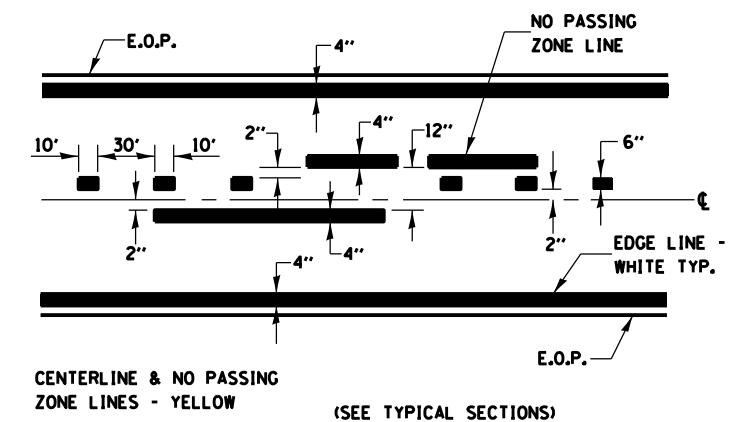 NO PASSING
ZONE LINE
E.O.P.
4"
4"
12"
2"
10'
30'
10'
6"
℄
2"
4"
2"
4"
EDGE LINE -
WHITE TYP.
E.O.P.
CENTERLINE & NO PASSING
ZONE LINES - YELLOW
(SEE TYPICAL SECTIONS)